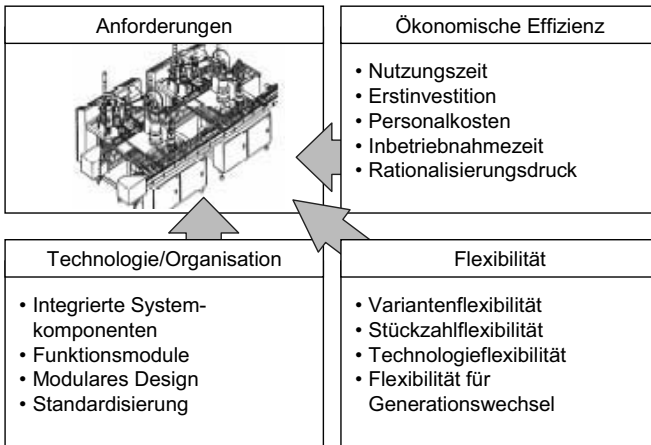 Anforderungen
Ökonomische Effizienz
• Nutzungszeit
• Erstinvestition
• Personalkosten
• Inbetriebnahmezeit
• Rationalisierungsdruck
Technologie/Organisation
• Integrierte System-
komponenten
• Funktionsmodule
• Modulares Design
• Standardisierung
Flexibilität
• Variantenflexibilität
• Stückzahlflexibilität
• Technologieflexibilität
• Flexibilität für
Generationswechsel